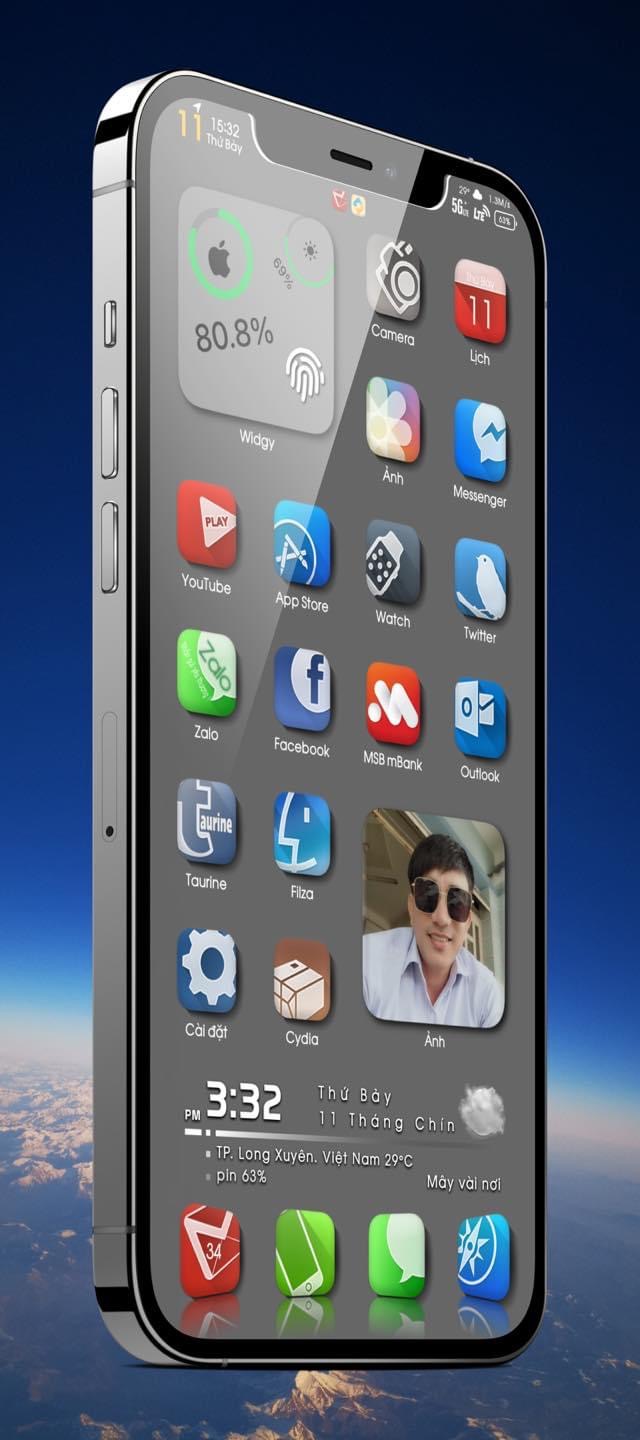 11 15:32
Thứ Bảy
29° 1.3M/s
5G LTE LTE 63%
69%
80.8%
Widgy
Camera
Thứ Bảy
11
Lịch
Ảnh
Messenger
PLAY
YouTube
App Store
Watch
Twitter
Zalo
Zalo
Facebook
MSB mBank
Outlook
Taurine
Taurine
Filza
Cài đặt
Cydia
Ảnh
PM 3:32
Thứ Bảy
11 Tháng Chín
TP. Long Xuyên. Việt Nam 29°C
pin 63%
Mây vài nơi
34